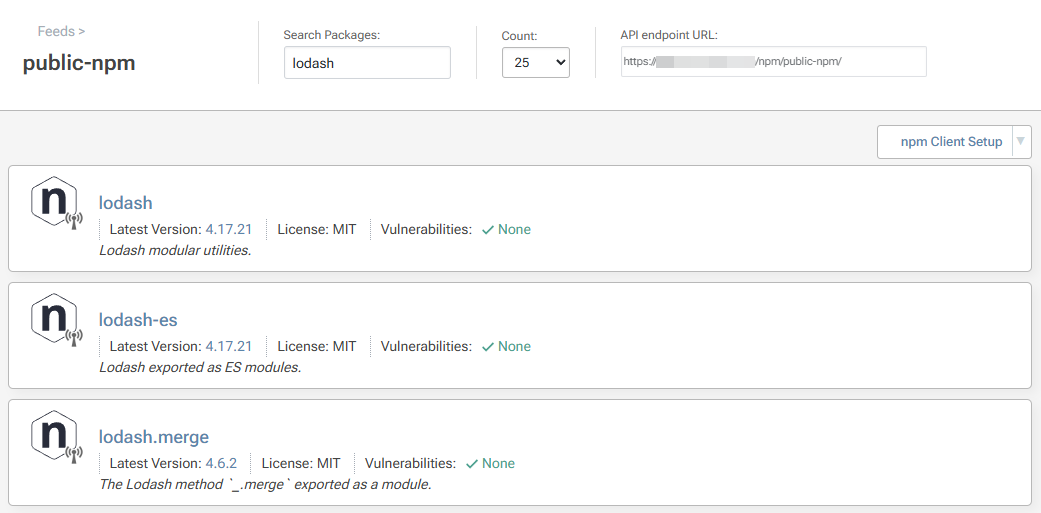 Feeds >
public-npm
Search Packages:
lodash
Count:
25
API endpoint URL:
https:// /npm/public-npm/
npm Client Setup
n
lodash
Latest Version: 4.17.21 License: MIT Vulnerabilities: None
Lodash modular utilities.
n
lodash-es
Latest Version: 4.17.21 License: MIT Vulnerabilities: None
Lodash exported as ES modules.
n
lodash.merge
Latest Version: 4.6.2 License: MIT Vulnerabilities: None
The Lodash method `_.merge` exported as a module.